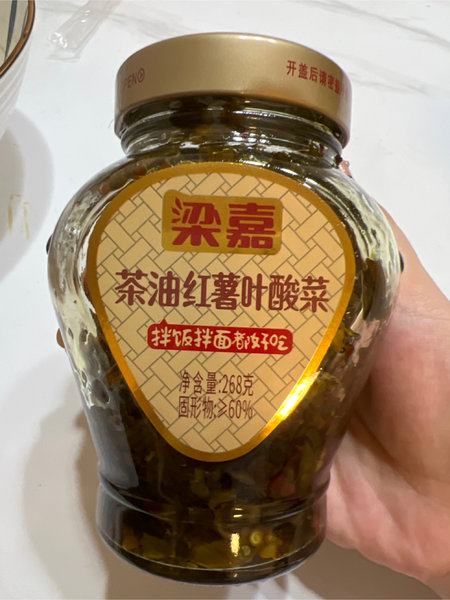 OPEN
开盖后请密
梁嘉
茶油红薯叶酸菜
拌饭拌面都好吃
净含量:268克
固形物:≥60%